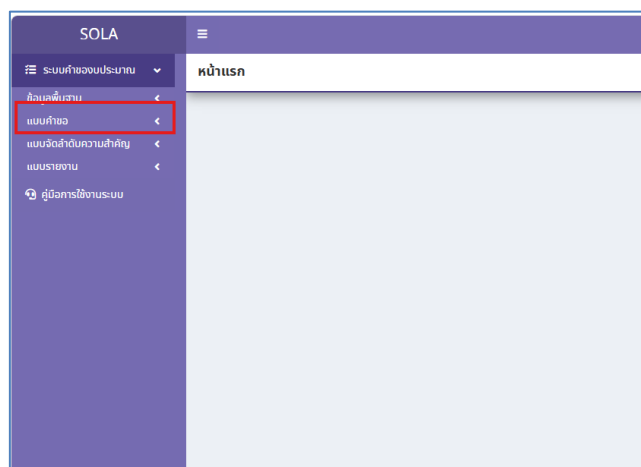 SOLA
ระบบคำของบประมาณ
หน้าแรก
ข้อมูลพื้นฐาน
แบบคำขอ
แบบจัดลำดับความสำคัญ
แบบรายงาน
คู่มือการใช้งานระบบ